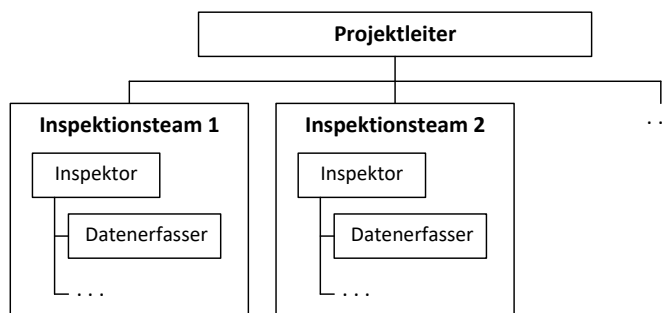 Projektleiter
Inspektionsteam 1
Inspektor
Datenerfasser
. . .
Inspektionsteam 2
Inspektor
Datenerfasser
. . .
. .